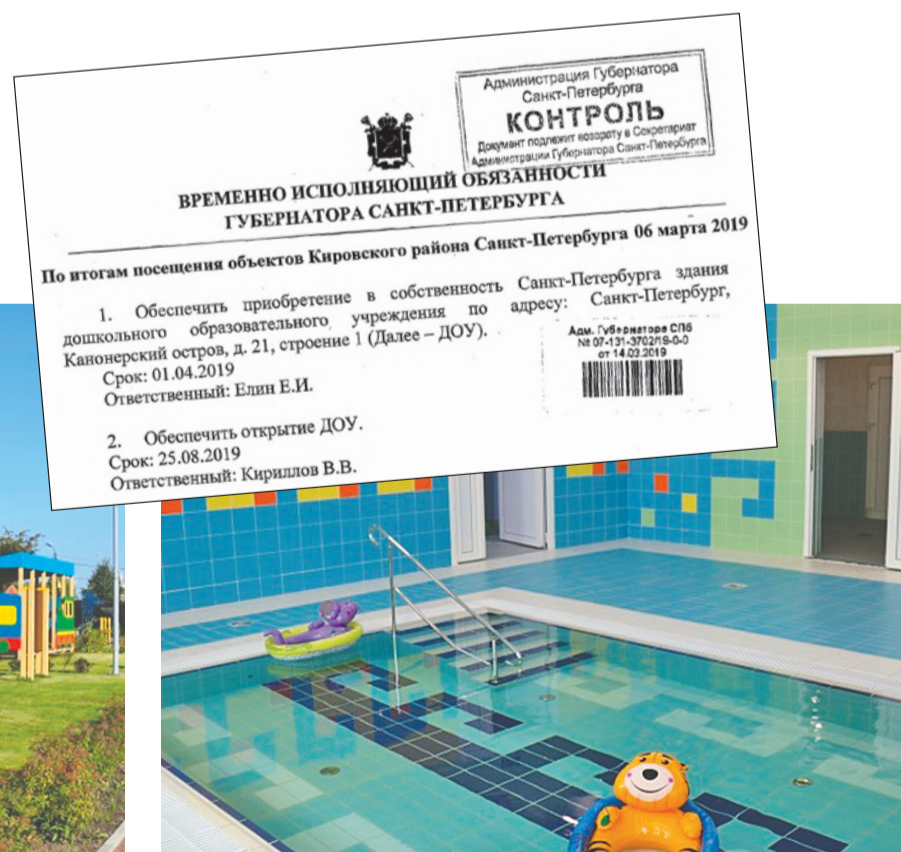 Администрация Губернатора
Санкт-Петербурга
КОНТРОЛЬ
Документ подлежит возврату в Секретариат
Администрации Губернатора Санкт-Петербурга
ВРЕМЕННО ИСПОЛНЯЮЩИЙ ОБЯЗАННОСТИ
ГУБЕРНАТОРА САНКТ-ПЕТЕРБУРГА
По итогам посещения объектов Кировского района Санкт-Петербурга 06 марта 2019
1. Обеспечить приобретение в собственность Санкт-Петербурга здания
дошкольного образовательного учреждения по адресу: Санкт-Петербург,
Канонерский остров, д. 21, строение 1 (Далее – ДОУ).
Срок: 01.04.2019
Ответственный: Елин Е.И.
Адм. Губернатора СПб
№ 07-131-3702/19-0-0
от 14.03.2019
2. Обеспечить открытие ДОУ.
Срок: 25.08.2019
Ответственный: Кириллов В.В.